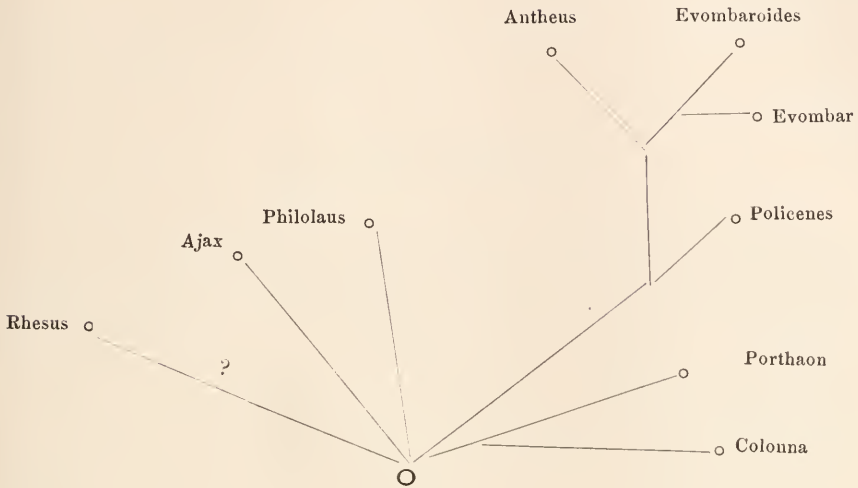 Antheus
Evombaroides
Evombar
Policenes
Philolaus
Ajax
Rhesus
?
Porthaon
Colonna